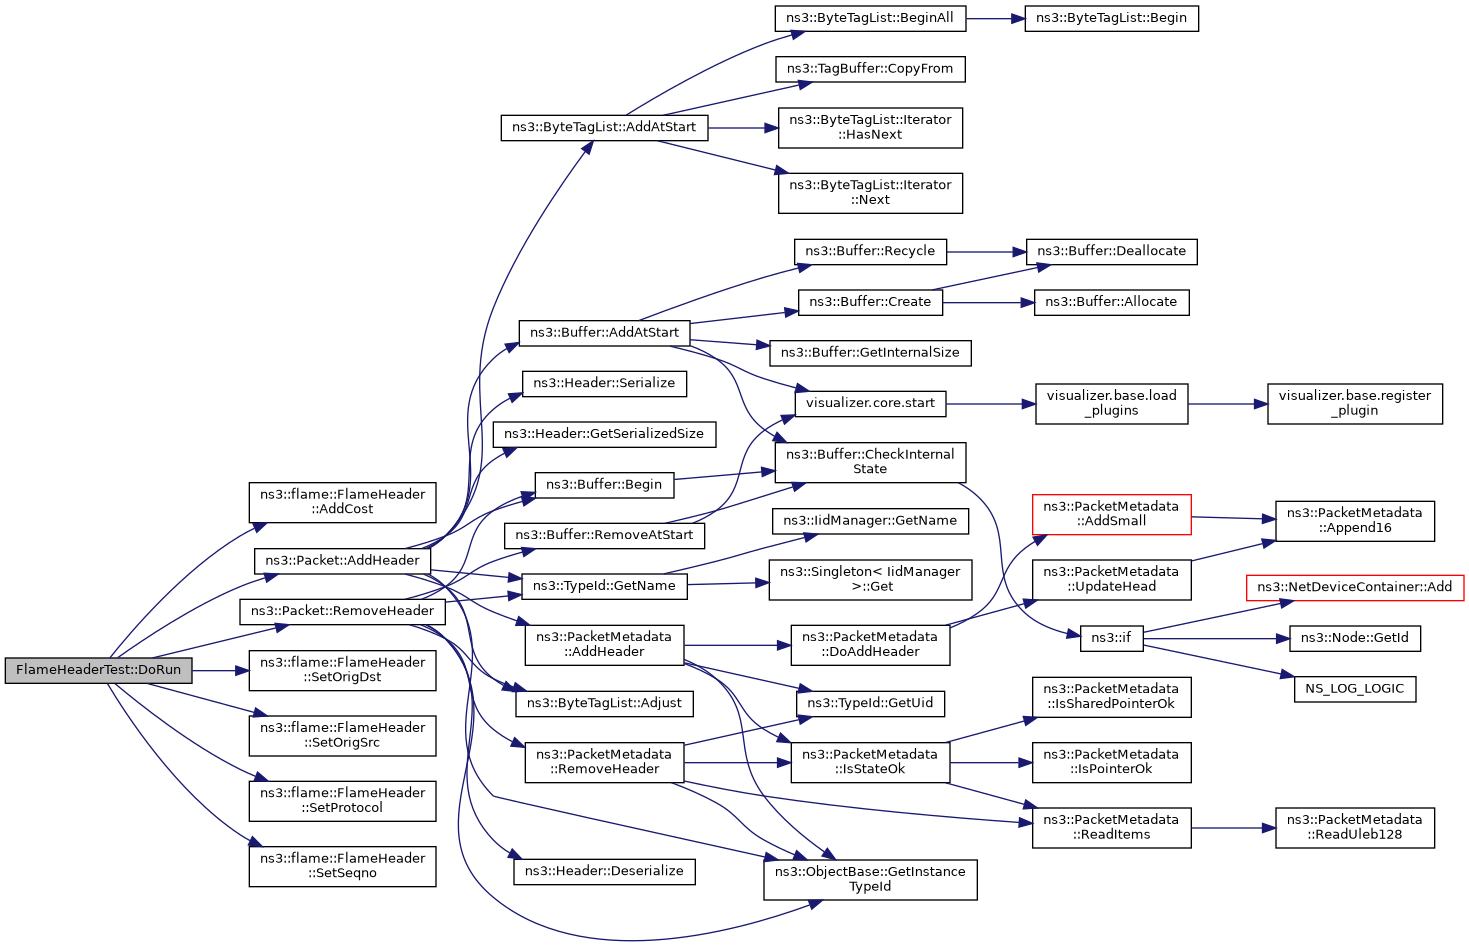 ns3::ByteTagList::BeginAll
ns3::ByteTagList::Begin
ns3::TagBuffer::CopyFrom
ns3::ByteTagList::AddAtStart
ns3::ByteTagList::Iterator
::HasNext
ns3::ByteTagList::Iterator
::Next
ns3::Buffer::Recycle
ns3::Buffer::Deallocate
ns3::Buffer::Create
ns3::Buffer::Allocate
ns3::Buffer::AddAtStart
ns3::Buffer::GetInternalSize
ns3::Header::Serialize
visualizer.core.start
visualizer.base.load
_plugins
visualizer.base.register
_plugin
ns3::Header::GetSerializedSize
ns3::Buffer::CheckInternal
State
ns3::Buffer::Begin
ns3::flame::FlameHeader
::AddCost
ns3::Buffer::RemoveAtStart
ns3::IidManager::GetName
ns3::PacketMetadata
::AddSmall
ns3::PacketMetadata
::Append16
ns3::Packet::AddHeader
ns3::TypeId::GetName
ns3::Singleton< IidManager
>::Get
ns3::PacketMetadata
::UpdateHead
ns3::NetDeviceContainer::Add
ns3::Packet::RemoveHeader
ns3::PacketMetadata
::AddHeader
ns3::PacketMetadata
::DoAddHeader
ns3::if
ns3::Node::GetId
FlameHeaderTest::DoRun
ns3::flame::FlameHeader
::SetOrigDst
ns3::ByteTagList::Adjust
ns3::TypeId::GetUid
ns3::PacketMetadata
::IsSharedPointerOk
NS_LOG_LOGIC
ns3::flame::FlameHeader
::SetOrigSrc
ns3::PacketMetadata
::RemoveHeader
ns3::PacketMetadata
::IsStateOk
ns3::PacketMetadata
::IsPointerOk
ns3::flame::FlameHeader
::SetProtocol
ns3::PacketMetadata
::ReadItems
ns3::PacketMetadata
::ReadUleb128
ns3::flame::FlameHeader
::SetSeqno
ns3::Header::Deserialize
ns3::ObjectBase::GetInstance
TypeId